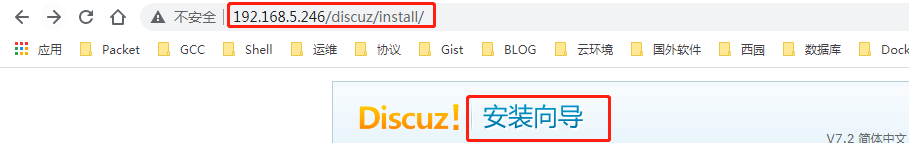 不安全 192.168.5.246/discuz/install/
应用 Packet GCC Shell 运维 协议 Gist BLOG 云环境 国外软件 西园 数据库 Dock
Discuz! 安装向导
V7.2 简体中文